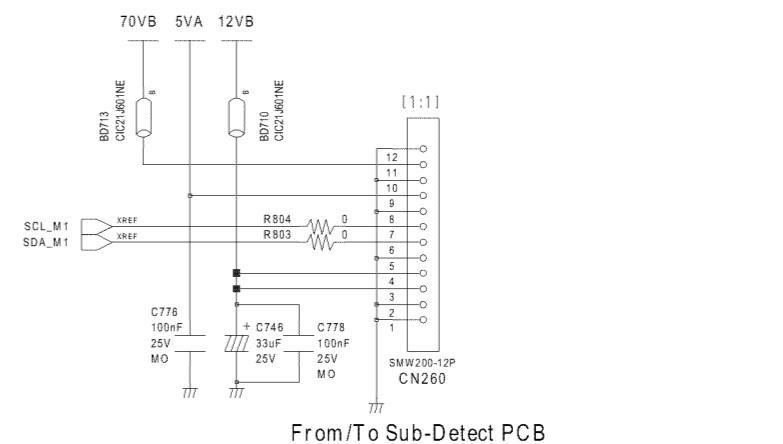 70VB 5VA 12VB
B B
BD713
CIC21J601NE
BD710
CIC21J601NE
[1:1]
12
11
10
9
8
7
6
5
4
3
2
1
SCL_M1 XREF R804 0
SDA_M1 XREF R803 0
C776
100nF
25V
MO
+ C746
33uF
25V
C778
100nF
25V
MO
SMW200-12P
CN260
From/To Sub-Detect PCB